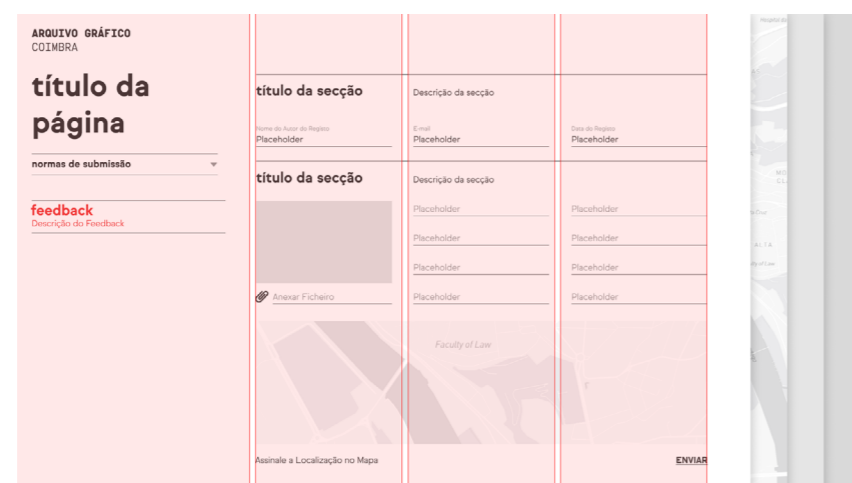 ARQUIVO GRÁFICO
COIMBRA
título da
página
normas de submissão
feedback
Descrição do Feedback
título da secção
Descrição da secção
Nome do Autor do Registo
E-mail
Data do Registo
Placeholder
Placeholder
Placeholder
título da secção
Descrição da secção
Placeholder
Placeholder
Placeholder
Placeholder
Placeholder
Placeholder
Anexar Ficheiro
Placeholder
Placeholder
Faculty of Law
Assinale a Localização no Mapa
ENVIAR
ALTA